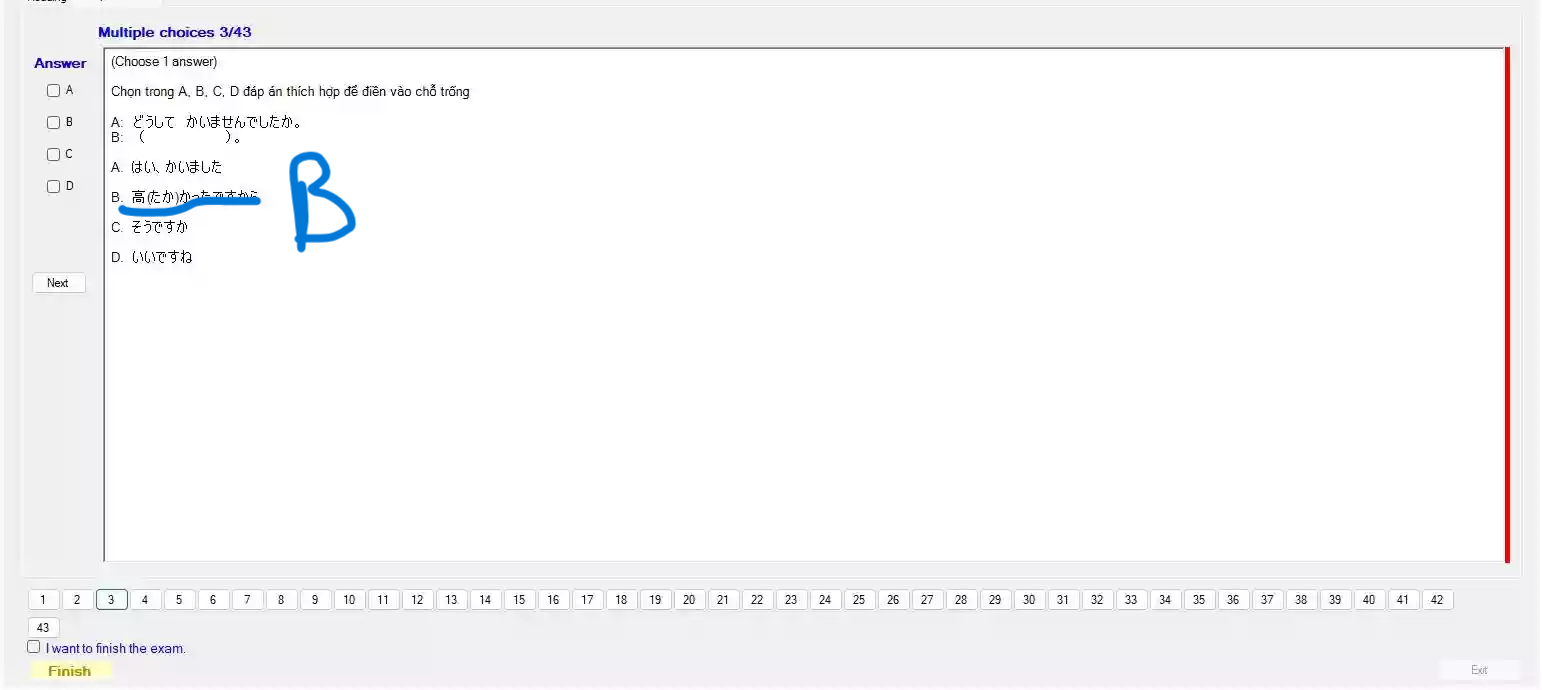 Multiple choices 3/43
Answer
A
B
C
D
Next
(Choose 1 answer)
Chọn trong A, B, C, D đáp án thích hợp để điền vào chỗ trống
A: どうして かいませんでしたか。
B: ( )。
A. はい、かいました
B. 高(たか)かったですから
C. そうですか
D. いいですね
B
1 2 3 4 5 6 7 8 9 10 11 12 13 14 15 16 17 18 19 20 21 22 23 24 25 26 27 28 29 30 31 32 33 34 35 36 37 38 39 40 41 42
43
I want to finish the exam.
Finish
Exit